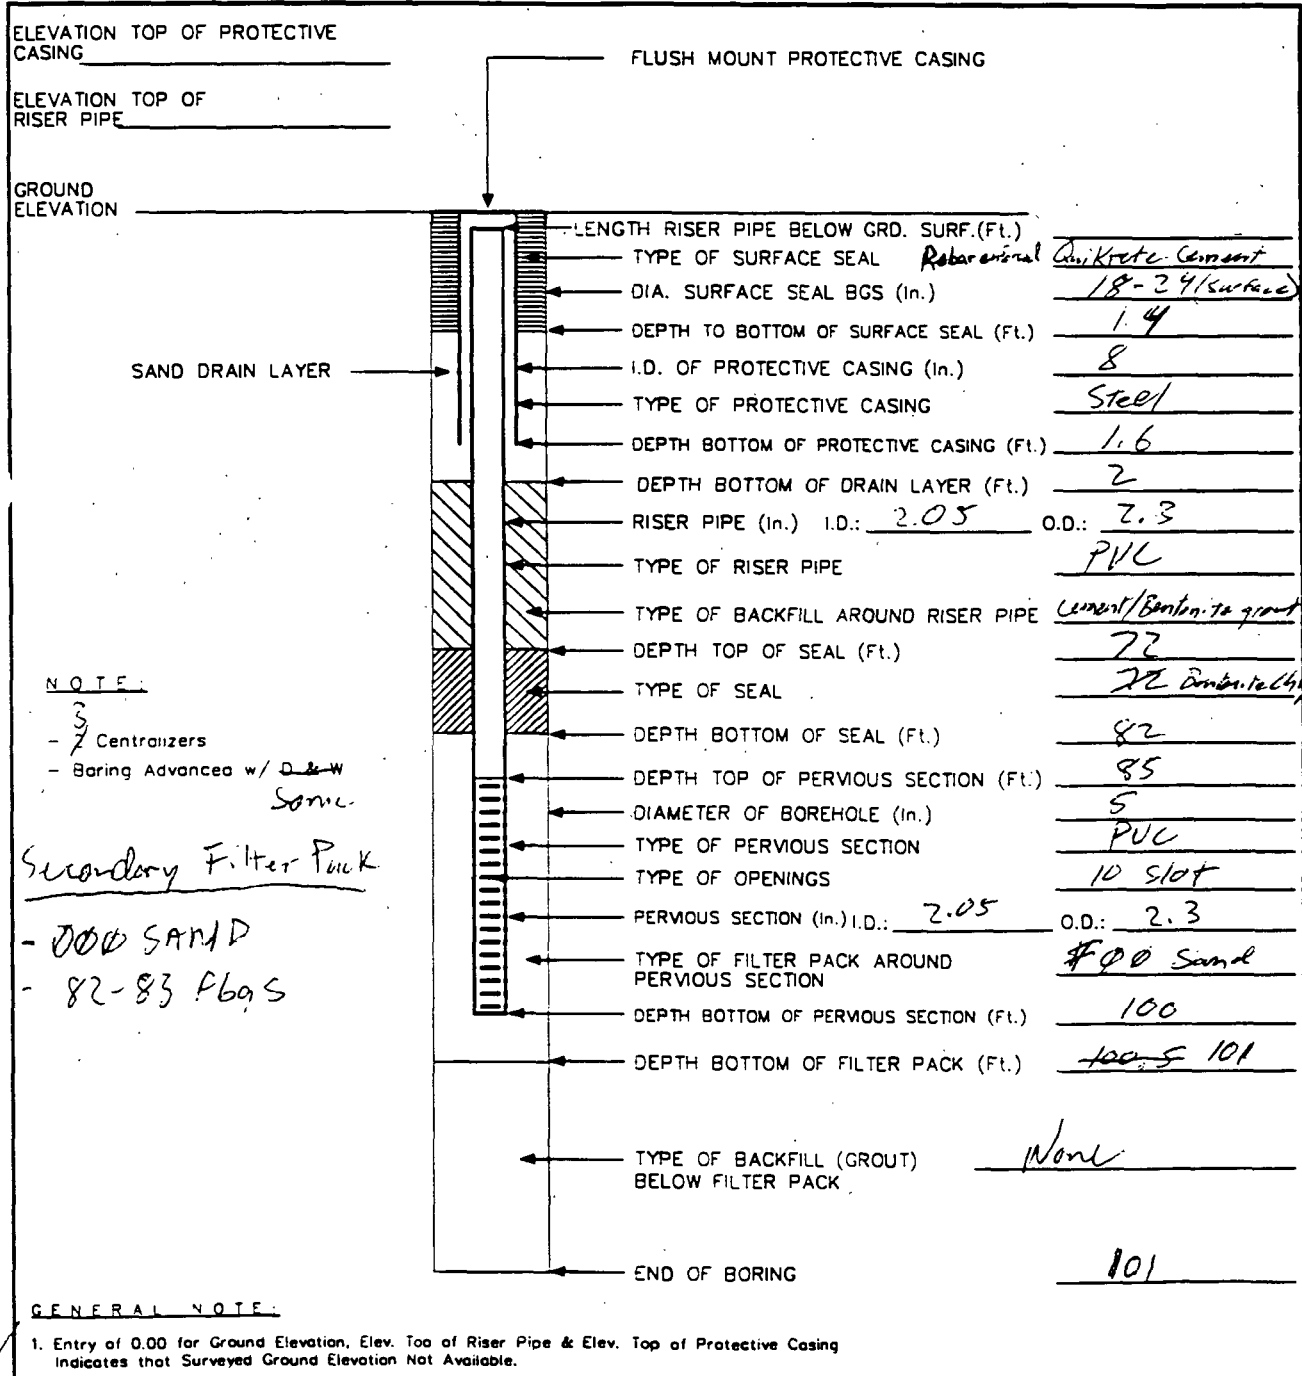 ELEVATION TOP OF PROTECTIVE
CASING
FLUSH MOUNT PROTECTIVE CASING
ELEVATION TOP OF
RISER PIPE
GROUND
ELEVATION
LENGTH RISER PIPE BELOW GRD. SURF.(Ft.)
TYPE OF SURFACE SEAL QuiKrete Cement
DIA. SURFACE SEAL BGS (In.) 18-24 (surface)
DEPTH TO BOTTOM OF SURFACE SEAL (Ft.) 1.4
SAND DRAIN LAYER
I.D. OF PROTECTIVE CASING (In.) 8
TYPE OF PROTECTIVE CASING Steel
DEPTH BOTTOM OF PROTECTIVE CASING (Ft.) 1.6
DEPTH BOTTOM OF DRAIN LAYER (Ft.) 2
RISER PIPE (In.) I.D.: 2.05 O.D.: 2.3
TYPE OF RISER PIPE PVC
TYPE OF BACKFILL AROUND RISER PIPE Cement/Bentonite grout
DEPTH TOP OF SEAL (Ft.) 72
TYPE OF SEAL Bentonite Chip
DEPTH BOTTOM OF SEAL (Ft.) 82
DEPTH TOP OF PERVIOUS SECTION (Ft.) 85
DIAMETER OF BOREHOLE (In.) 5
TYPE OF PERVIOUS SECTION PVC
TYPE OF OPENINGS 10 Slot
PERVIOUS SECTION (In.) I.D.: 2.05 O.D.: 2.3
TYPE OF FILTER PACK AROUND #00 Sand
PERVIOUS SECTION
DEPTH BOTTOM OF PERVIOUS SECTION (Ft.) 100
DEPTH BOTTOM OF FILTER PACK (Ft.) 100.5 101
TYPE OF BACKFILL (GROUT) None
BELOW FILTER PACK
END OF BORING 101
NOTE:
3
- 7 Centralizers
- Boring Advanced w/ D & W
Sonic
Secondary Filter Pack
- 000 SAND
- 82-83 Fbgs
GENERAL NOTE:
1. Entry of 0.00 for Ground Elevation, Elev. Top of Riser Pipe & Elev. Top of Protective Casing
Indicates that Surveyed Ground Elevation Not Available.